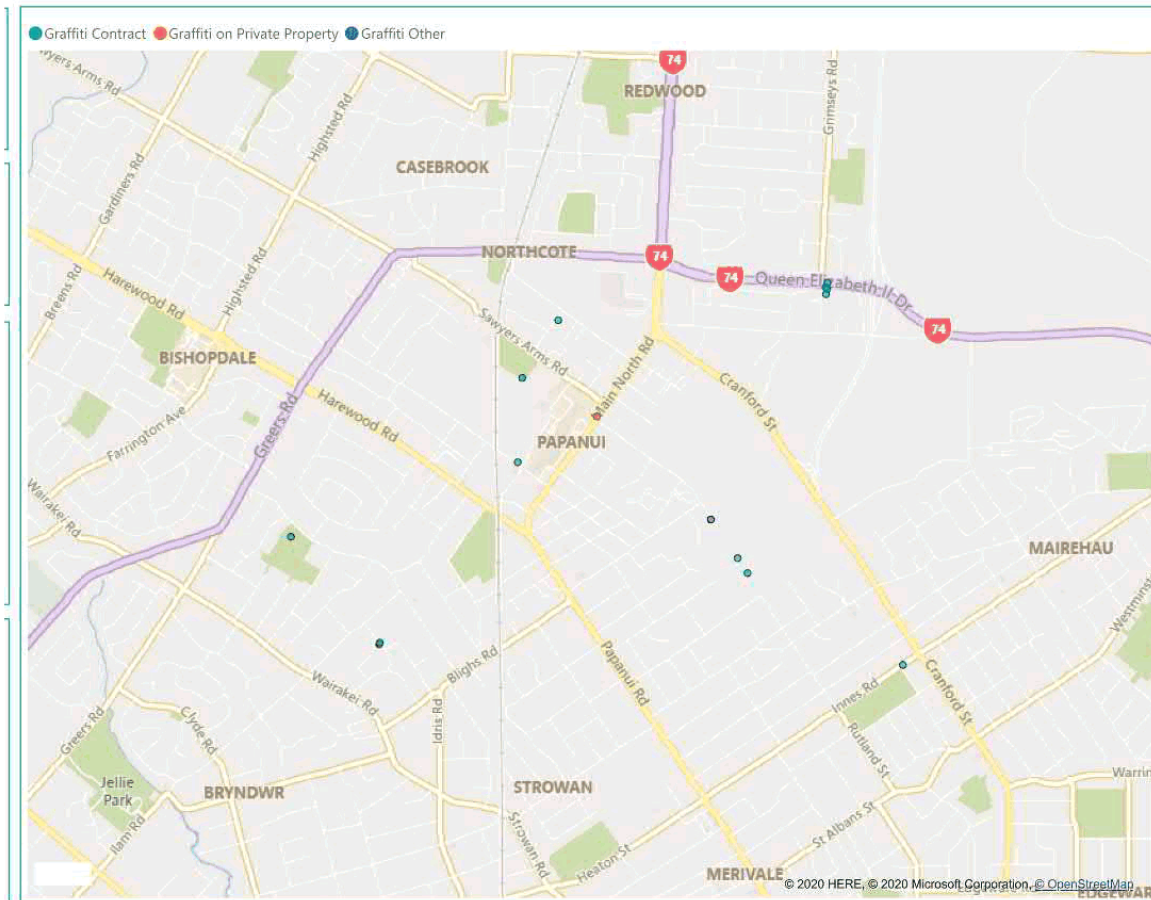 Graffiti Contract Graffiti on Private Property Graffiti Other
74
REDWOOD
Grimseys Rd
Highsted Rd
CASEBROOK
Gardiners Rd
NORTHCOTE
74
74
Queen Elizabeth II Dr
Breens Rd
Harewood Rd
Highsted Rd
Sawyers Arms Rd
74
BISHOPDALE
Main North Rd
Cranford St
Greers Rd
Harewood Rd
Farrington Ave
PAPANUI
Wairakei Rd
MAIREHAU
Papanui Rd
Blighs Rd
Wairakei Rd
Cranford St
Innes Rd
Idris Rd
Greers Rd
Clyde Rd
Rutland St
Jellie
Park
BRYNDWR
STROWAN
Ilam Rd
St Albans St
Strowan Rd
Heaton St
MERIVALE
© 2020 HERE, © 2020 Microsoft Corporation, © OpenStreetMap